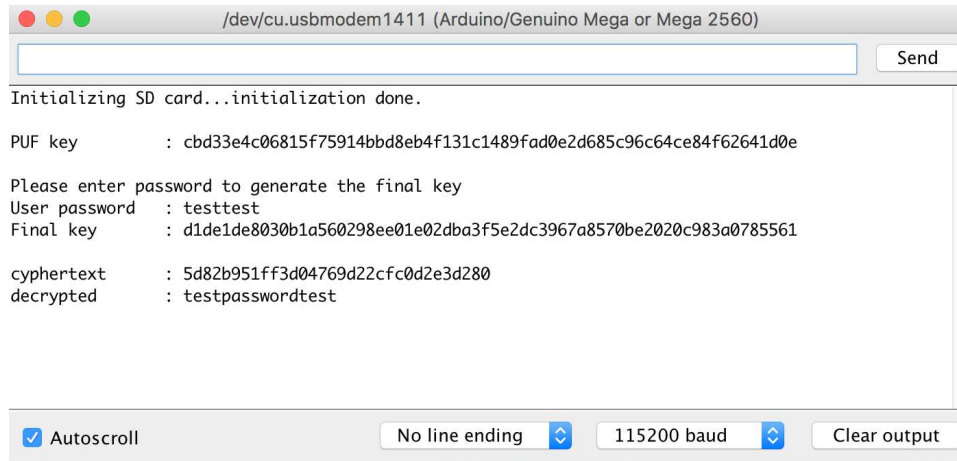 /dev/cu.usbmodem1411 (Arduino/Genuino Mega or Mega 2560)
Send
Initializing SD card...initialization done.
PUF key : cbd33e4c06815f75914bbd8eb4f131c1489fad0e2d685c96c64ce84f62641d0e
Please enter password to generate the final key
User password : testtest
Final key : d1de1de8030b1a560298ee01e02dba3f5e2dc3967a8570be2020c983a0785561
cyphertext : 5d82b951ff3d04769d22cfc0d2e3d280
decrypted : testpasswordtest
Autoscroll No line ending 115200 baud Clear output